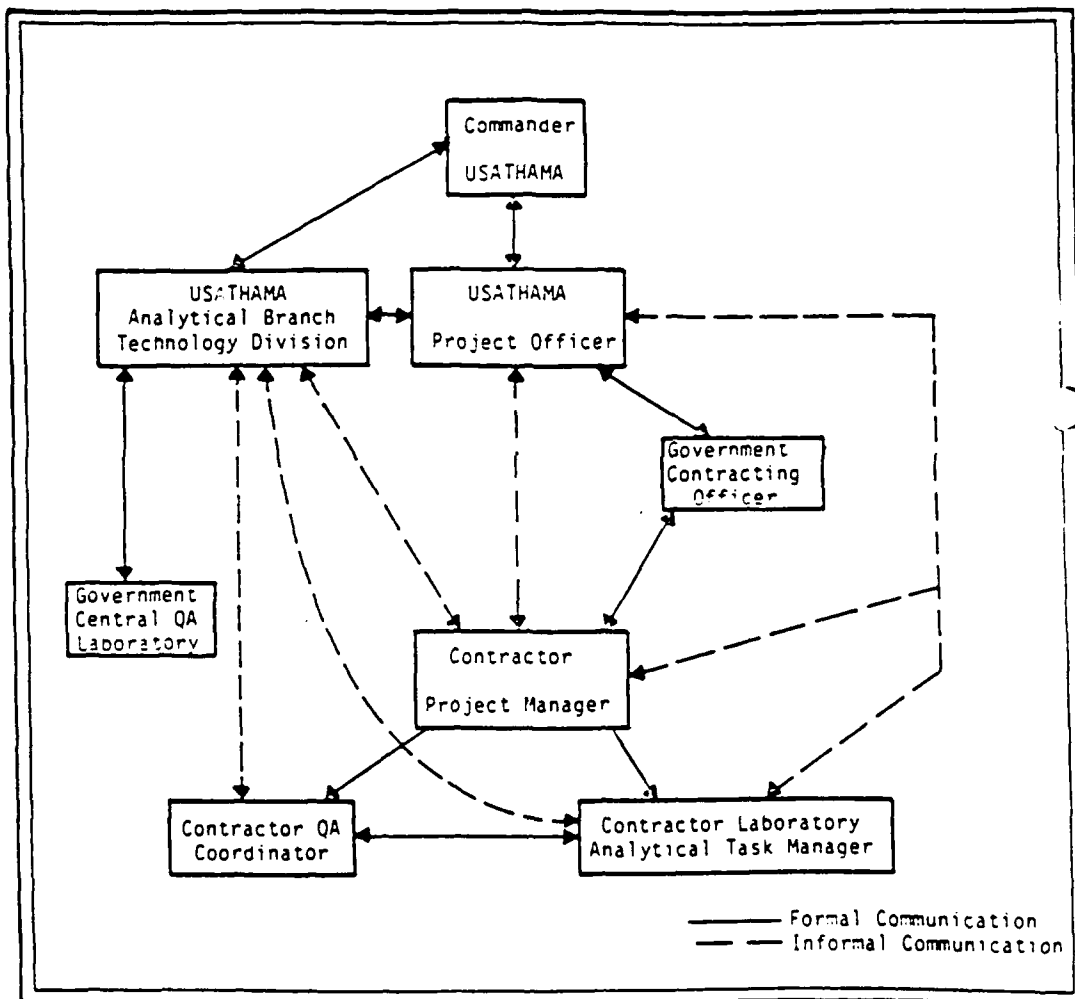 Commander
USATHAMA
USATHAMA
Analytical Branch
Technology Division
USATHAMA
Project Officer
Government
Contracting
Officer
Government
Central QA
Laboratory
Contractor
Project Manager
Contractor QA
Coordinator
Contractor Laboratory
Analytical Task Manager
Formal Communication
Informal Communication